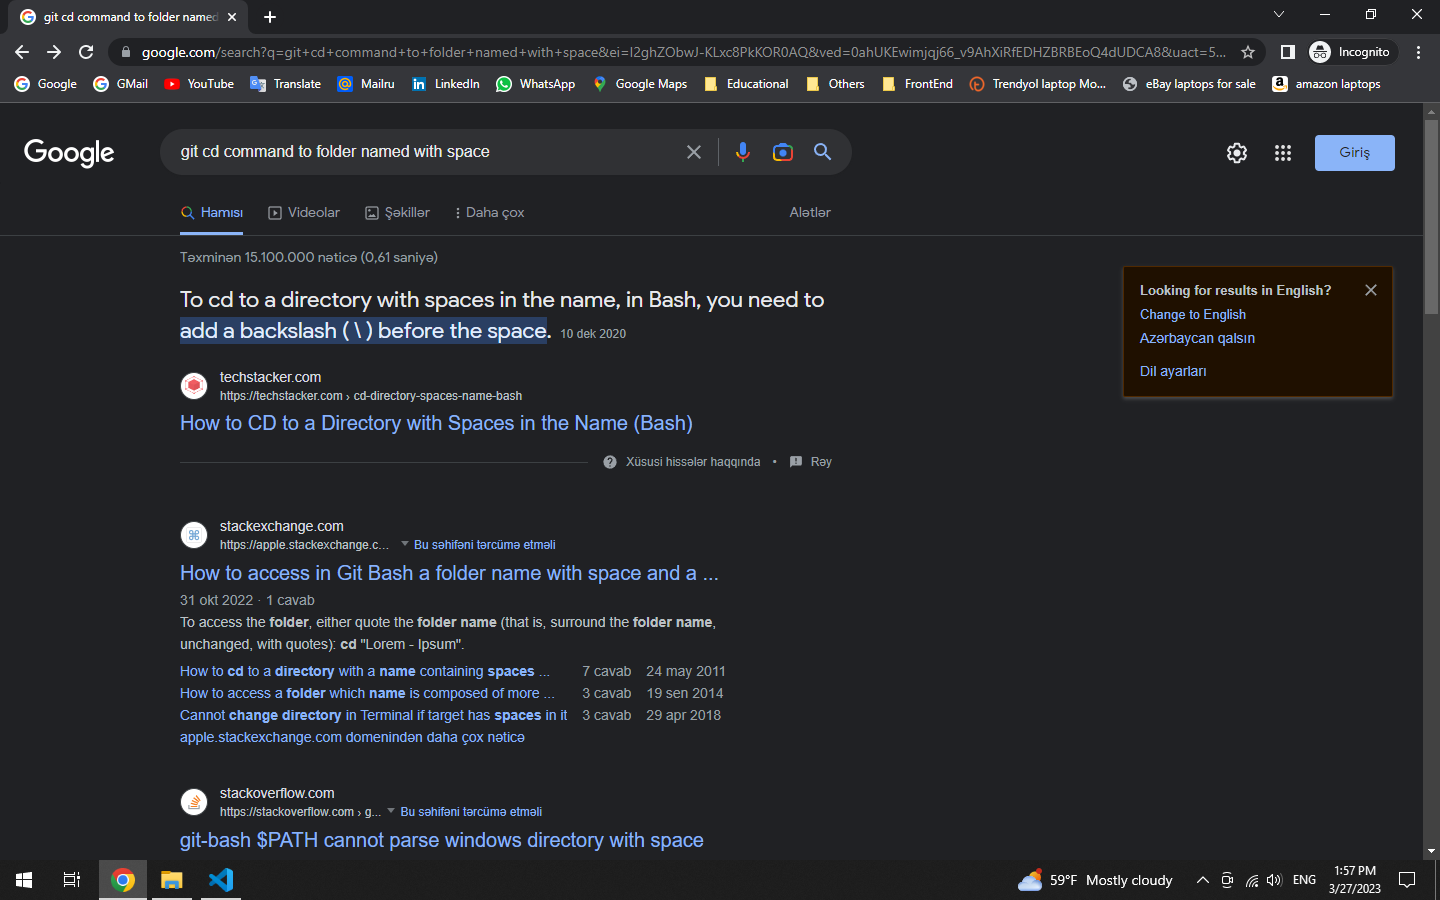 git cd command to folder named
google.com/search?q=git+cd+command+to+folder+named+with+space&ei=I2ghZObwJ-KLxc8PkKOR0AQ&ved=0ahUKEwimjqj66_v9AhXiRfEDHZBRBEoQ4dUDCA8&uact=5...
Incognito
Google
GMail
YouTube
Translate
Mailru
LinkedIn
WhatsApp
Google Maps
Educational
Others
FrontEnd
Trendyol laptop Mo...
eBay laptops for sale
amazon laptops
Google
git cd command to folder named with space
Giriş
Hamısı
Videolar
Şəkillər
Daha çox
Alətlər
Təxminən 15.100.000 nəticə (0,61 saniyə)
To cd to a directory with spaces in the name, in Bash, you need to
add a backslash ( \ ) before the space. 10 dek 2020
techstacker.com
https://techstacker.com › cd-directory-spaces-name-bash
How to CD to a Directory with Spaces in the Name (Bash)
Xüsusi hissələr haqqında • Rəy
Looking for results in English?
Change to English
Azərbaycan qalsın
Dil ayarları
stackexchange.com
https://apple.stackexchange.c... Bu səhifəni tərcümə etməli
How to access in Git Bash a folder name with space and a ...
31 okt 2022 · 1 cavab
To access the folder, either quote the folder name (that is, surround the folder name,
unchanged, with quotes): cd "Lorem - Ipsum".
How to cd to a directory with a name containing spaces ... 7 cavab 24 may 2011
How to access a folder which name is composed of more ... 3 cavab 19 sen 2014
Cannot change directory in Terminal if target has spaces in it 3 cavab 29 apr 2018
apple.stackexchange.com domenindən daha çox nəticə
stackoverflow.com
https://stackoverflow.com › g... Bu səhifəni tərcümə etməli
git-bash $PATH cannot parse windows directory with space
59°F Mostly cloudy
ENG
1:57 PM
3/27/2023